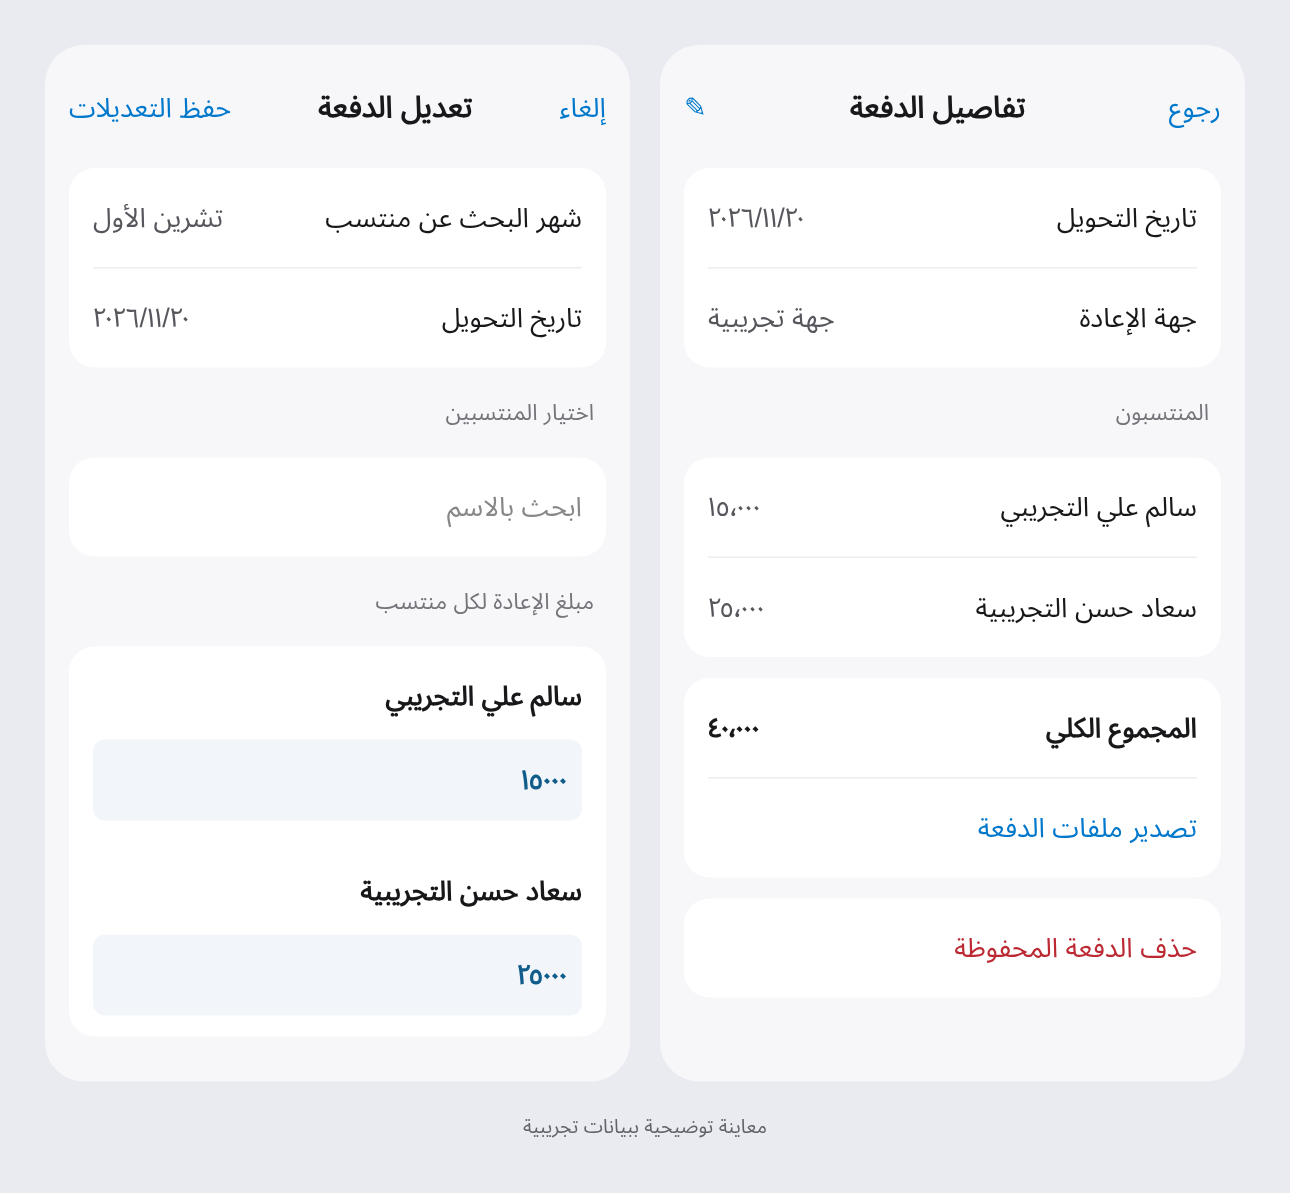 رجوع
تفاصيل الدفعة
✎
تاريخ التحويل
٢٠٢٦/١١/٢٠
جهة الإعادة
جهة تجريبية
المنتسبون
سالم علي التجريبي
١٥،٠٠٠
سعاد حسن التجريبية
٢٥،٠٠٠
المجموع الكلي
٤٠،٠٠٠
تصدير ملفات الدفعة
حذف الدفعة المحفوظة
إلغاء
تعديل الدفعة
حفظ التعديلات
شهر البحث عن منتسب
تشرين الأول
تاريخ التحويل
٢٠٢٦/١١/٢٠
اختيار المنتسبين
ابحث بالاسم
مبلغ الإعادة لكل منتسب
سالم علي التجريبي
١٥٠٠٠
سعاد حسن التجريبية
٢٥٠٠٠
معاينة توضيحية ببيانات تجريبية